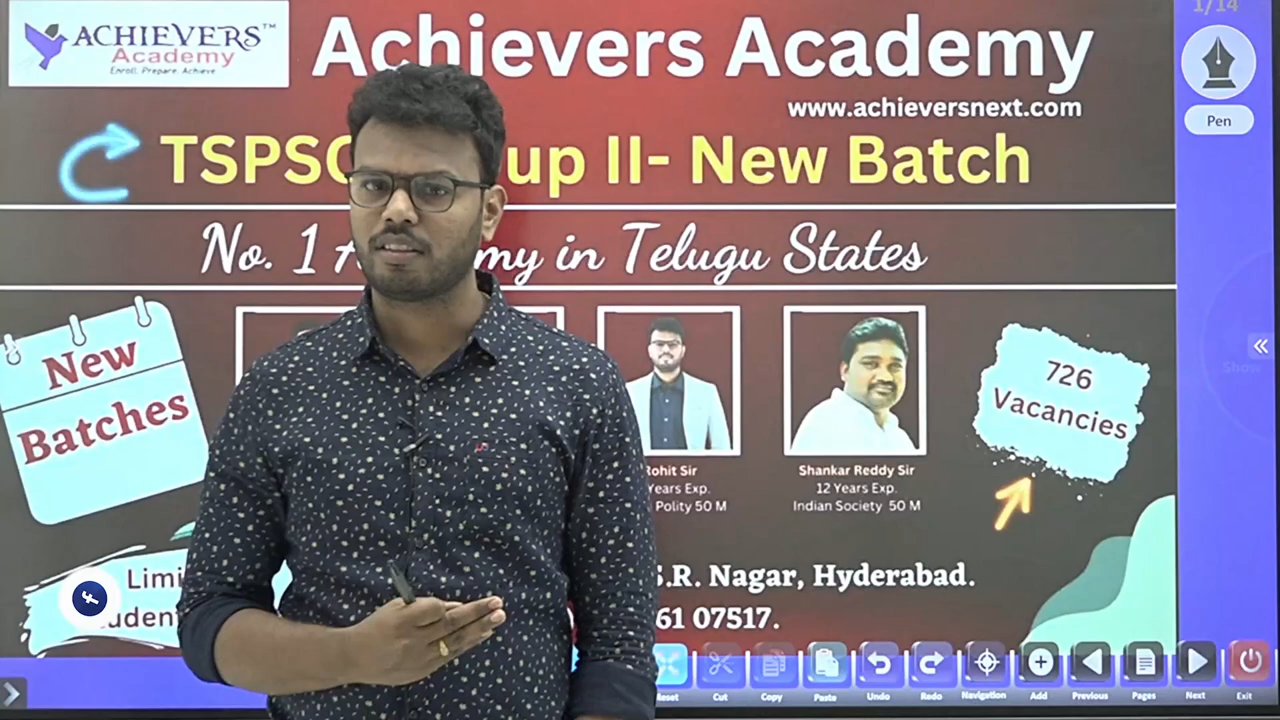 ACHIEVERS™
Academy
Enroll. Prepare. Achieve
Achievers Academy
www.achieversnext.com
TSPSC up II- New Batch
No. 1 my in Telugu States
New
Batches
Rohit Sir
Years Exp.
Polity 50 M
Shankar Reddy Sir
12 Years Exp.
Indian Society 50 M
726
Vacancies
S.R. Nagar, Hyderabad.
61 07517.
1/14
Pen
Show
Reset
Cut
Copy
Paste
Undo
Redo
Navigation
Add
Previous
Pages
Next
Exit